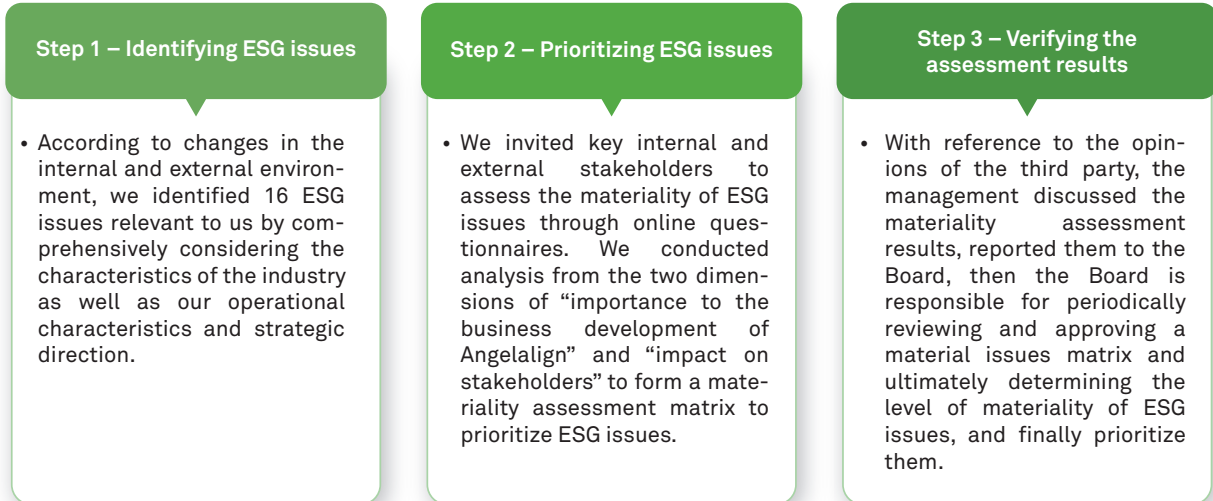 Step 1 – Identifying ESG issues
• According to changes in the
internal and external environ-
ment, we identified 16 ESG
issues relevant to us by com-
prehensively considering the
characteristics of the industry
as well as our operational
characteristics and strategic
direction.
Step 2 – Prioritizing ESG issues
• We invited key internal and
external stakeholders to
assess the materiality of ESG
issues through online ques-
tionnaires. We conducted
analysis from the two dimen-
sions of “importance to the
business development of
Angelalign” and “impact on
stakeholders” to form a mate-
riality assessment matrix to
prioritize ESG issues.
Step 3 – Verifying the
assessment results
• With reference to the opin-
ions of the third party, the
management discussed the
materiality assessment
results, reported them to the
Board, then the Board is
responsible for periodically
reviewing and approving a
material issues matrix and
ultimately determining the
level of materiality of ESG
issues, and finally prioritize
them.